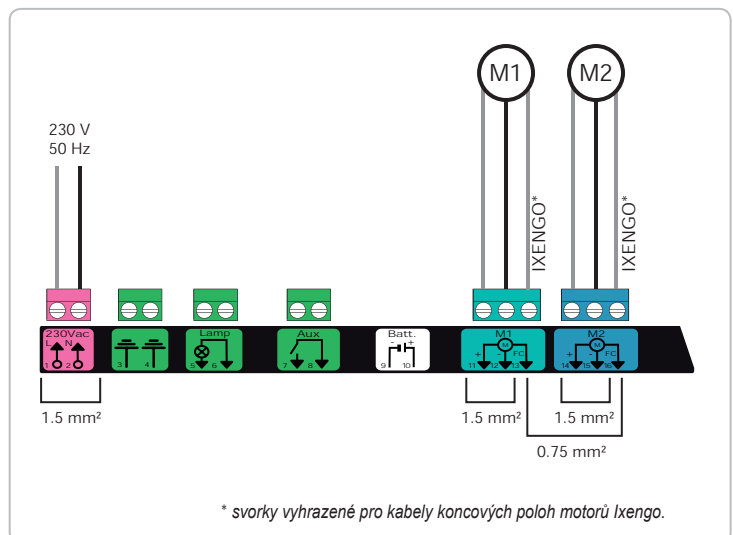 M1 M2
230 V
50 Hz
IXENGO*
IXENGO*
230Vac Lamp Aux Batt. M1 M2
L N - +
M M
+ - FC + - FC
1 2 3 4 5 6 7 8 9 10 11 12 13 14 15 16
1.5 mm² 1.5 mm² 1.5 mm²
0.75 mm²
* svorky vyhrazené pro kabely koncových poloh motorů Ixengo.